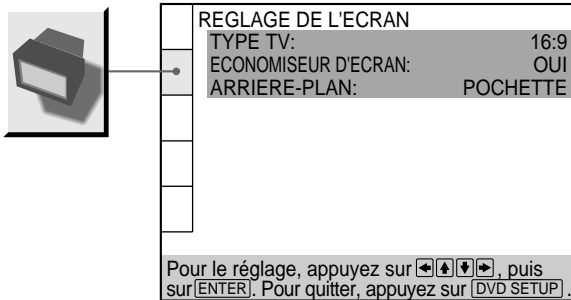 REGLAGE DE L'ECRAN
TYPE TV: 16:9
ECONOMISEUR D'ECRAN: OUI
ARRIERE-PLAN: POCHETTE
Pour le réglage, appuyez sur ←↑↓→, puis
sur ENTER. Pour quitter, appuyez sur DVD SETUP.